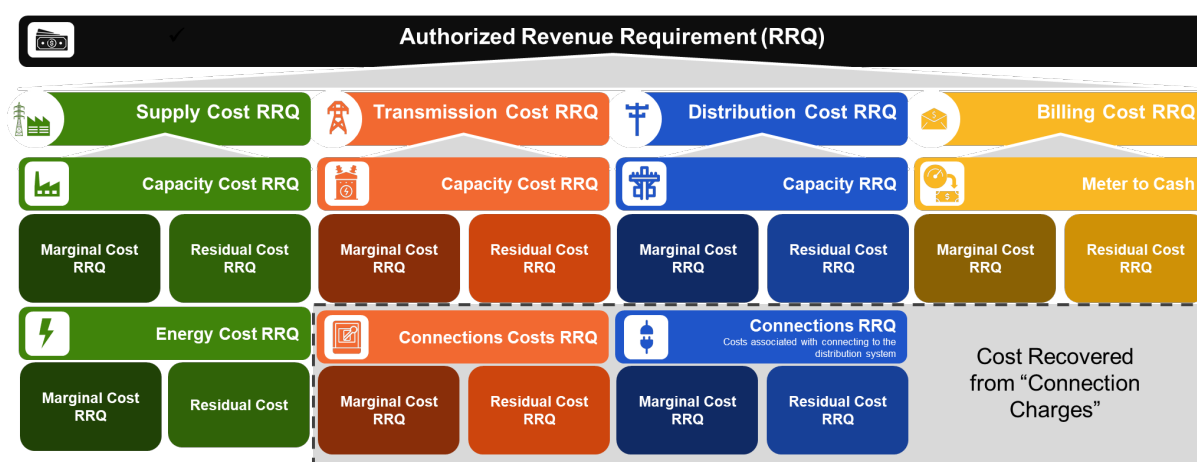 Authorized Revenue Requirement (RRQ)
Supply Cost RRQ
Transmission Cost RRQ
Distribution Cost RRQ
Billing Cost RRQ
Capacity Cost RRQ
Capacity Cost RRQ
Capacity RRQ
Meter to Cash
Marginal Cost
RRQ
Residual Cost
RRQ
Marginal Cost
RRQ
Residual Cost
RRQ
Marginal Cost
RRQ
Residual Cost
RRQ
Marginal Cost
RRQ
Residual Cost
RRQ
Energy Cost RRQ
Connections Costs RRQ
Connections RRQ
Costs associated with connecting to the
distribution system
Marginal Cost
RRQ
Residual Cost
Marginal Cost
RRQ
Residual Cost
RRQ
Marginal Cost
RRQ
Residual Cost
RRQ
Cost Recovered
from “Connection
Charges”